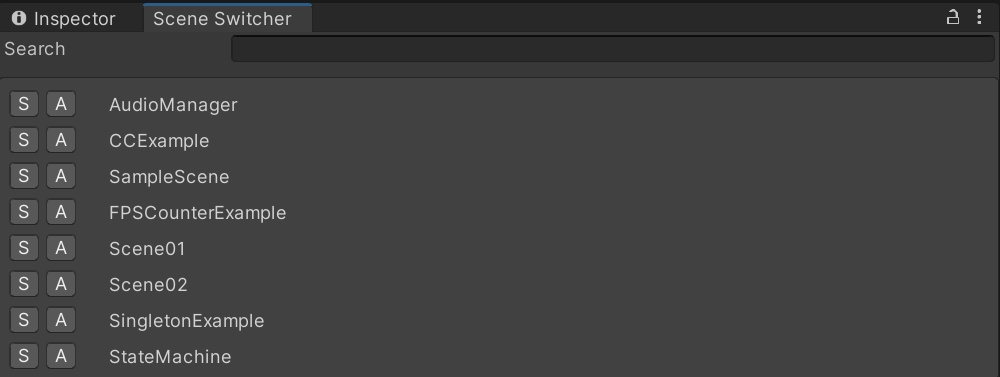 Inspector Scene Switcher
Search
S A AudioManager
S A CCExample
S A SampleScene
S A FPSCounterExample
S A Scene01
S A Scene02
S A SingletonExample
S A StateMachine